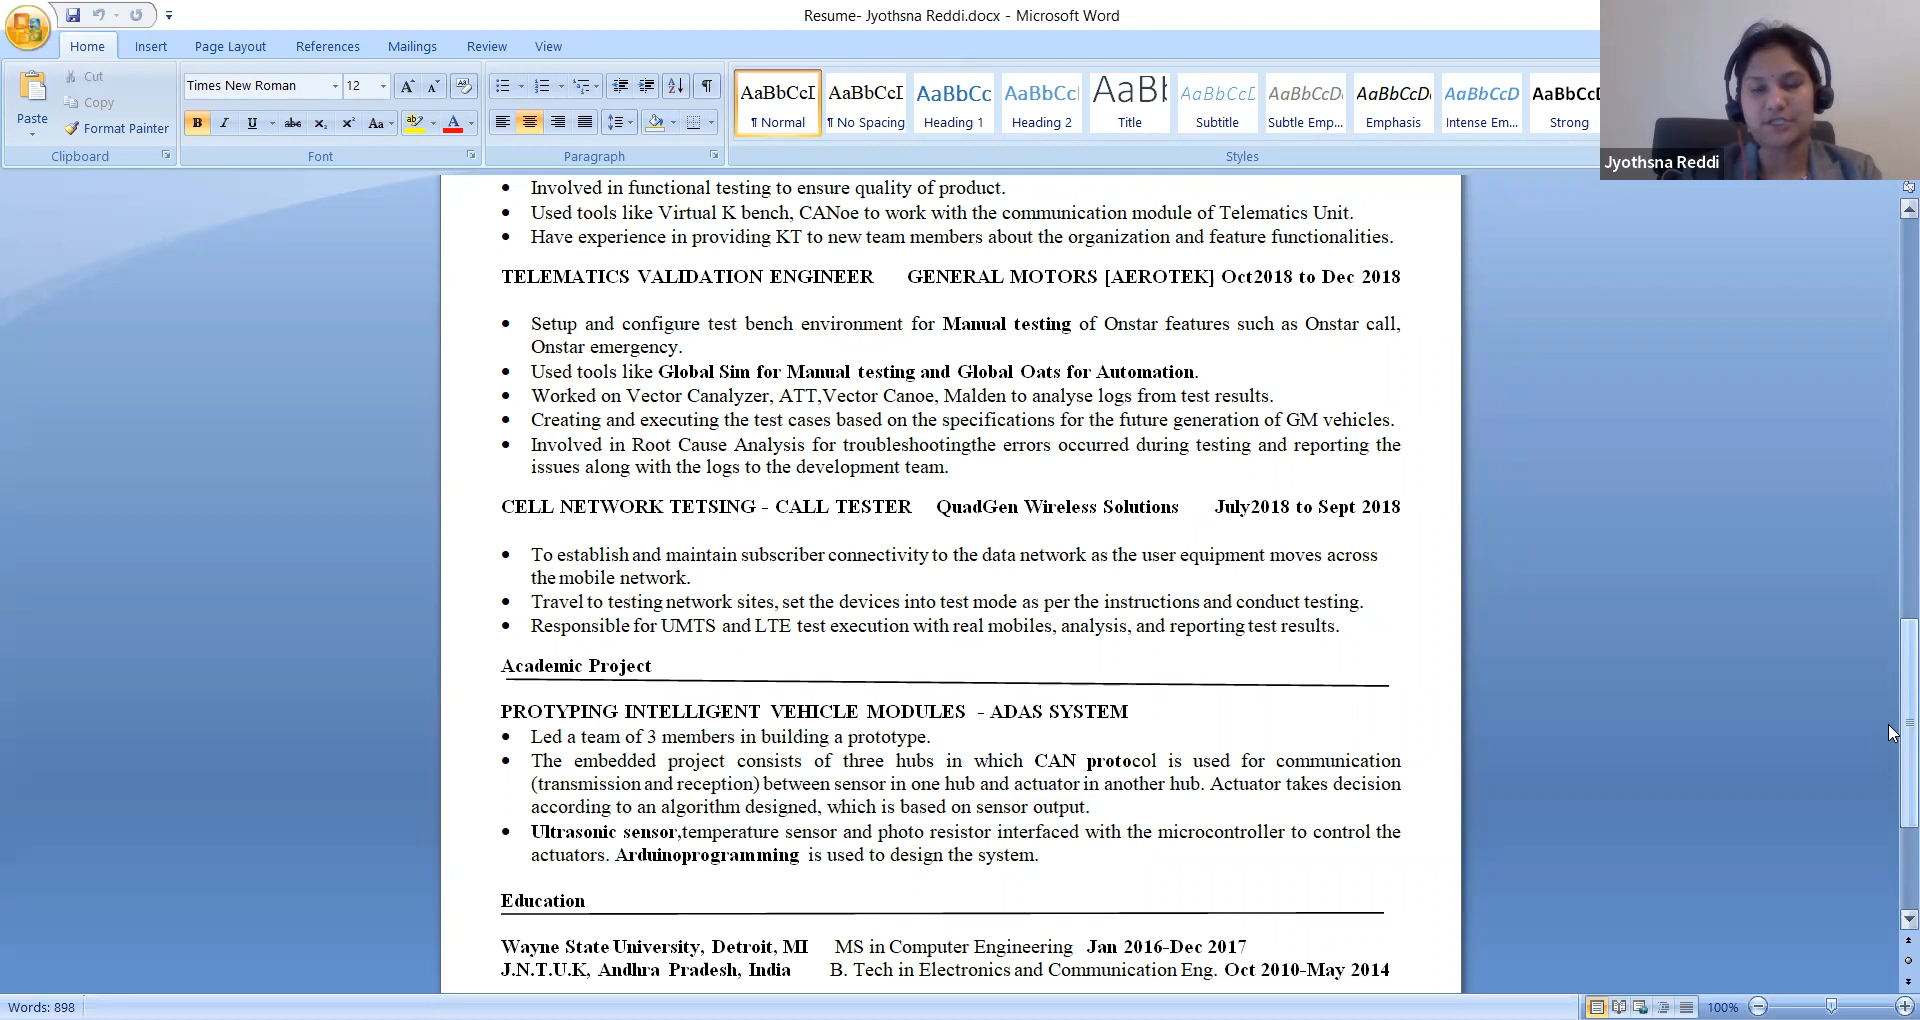 Resume- Jyothsna Reddi.docx - Microsoft Word
Home Insert Page Layout References Mailings Review View
Paste
Cut
Copy
Format Painter
Clipboard
Times New Roman 12
B I U abc x₂ x² Aa A
Font
Paragraph
AaBbCcI AaBbCcI AaBbCc AaBbCcI AaBl AaBbCcL AaBbCcD. AaBbCcD. AaBbCcD AaBbCcD
¶ Normal ¶ No Spacing Heading 1 Heading 2 Title Subtitle Subtle Emp... Emphasis Intense Em... Strong
Styles
Jyothsna Reddi
• Involved in functional testing to ensure quality of product.
• Used tools like Virtual K bench, CANoe to work with the communication module of Telematics Unit.
• Have experience in providing KT to new team members about the organization and feature functionalities.
TELEMATICS VALIDATION ENGINEER GENERAL MOTORS [AEROTEK] Oct2018 to Dec 2018
• Setup and configure test bench environment for Manual testing of Onstar features such as Onstar call,
Onstar emergency.
• Used tools like Global Sim for Manual testing and Global Oats for Automation.
• Worked on Vector Canalyzer, ATT,Vector Canoe, Malden to analyse logs from test results.
• Creating and executing the test cases based on the specifications for the future generation of GM vehicles.
• Involved in Root Cause Analysis for troubleshootingthe errors occurred during testing and reporting the
issues along with the logs to the development team.
CELL NETWORK TETSING - CALL TESTER QuadGen Wireless Solutions July2018 to Sept 2018
• To establish and maintain subscriber connectivity to the data network as the user equipment moves across
the mobile network.
• Travel to testing network sites, set the devices into test mode as per the instructions and conduct testing.
• Responsible for UMTS and LTE test execution with real mobiles, analysis, and reporting test results.
Academic Project
PROTYPING INTELLIGENT VEHICLE MODULES - ADAS SYSTEM
• Led a team of 3 members in building a prototype.
• The embedded project consists of three hubs in which CAN protocol is used for communication
(transmission and reception) between sensor in one hub and actuator in another hub. Actuator takes decision
according to an algorithm designed, which is based on sensor output.
• Ultrasonic sensor,temperature sensor and photo resistor interfaced with the microcontroller to control the
actuators. Arduinoprogramming is used to design the system.
Education
Wayne State University, Detroit, MI MS in Computer Engineering Jan 2016-Dec 2017
J.N.T.U.K, Andhra Pradesh, India B. Tech in Electronics and Communication Eng. Oct 2010-May 2014
Words: 898
100%